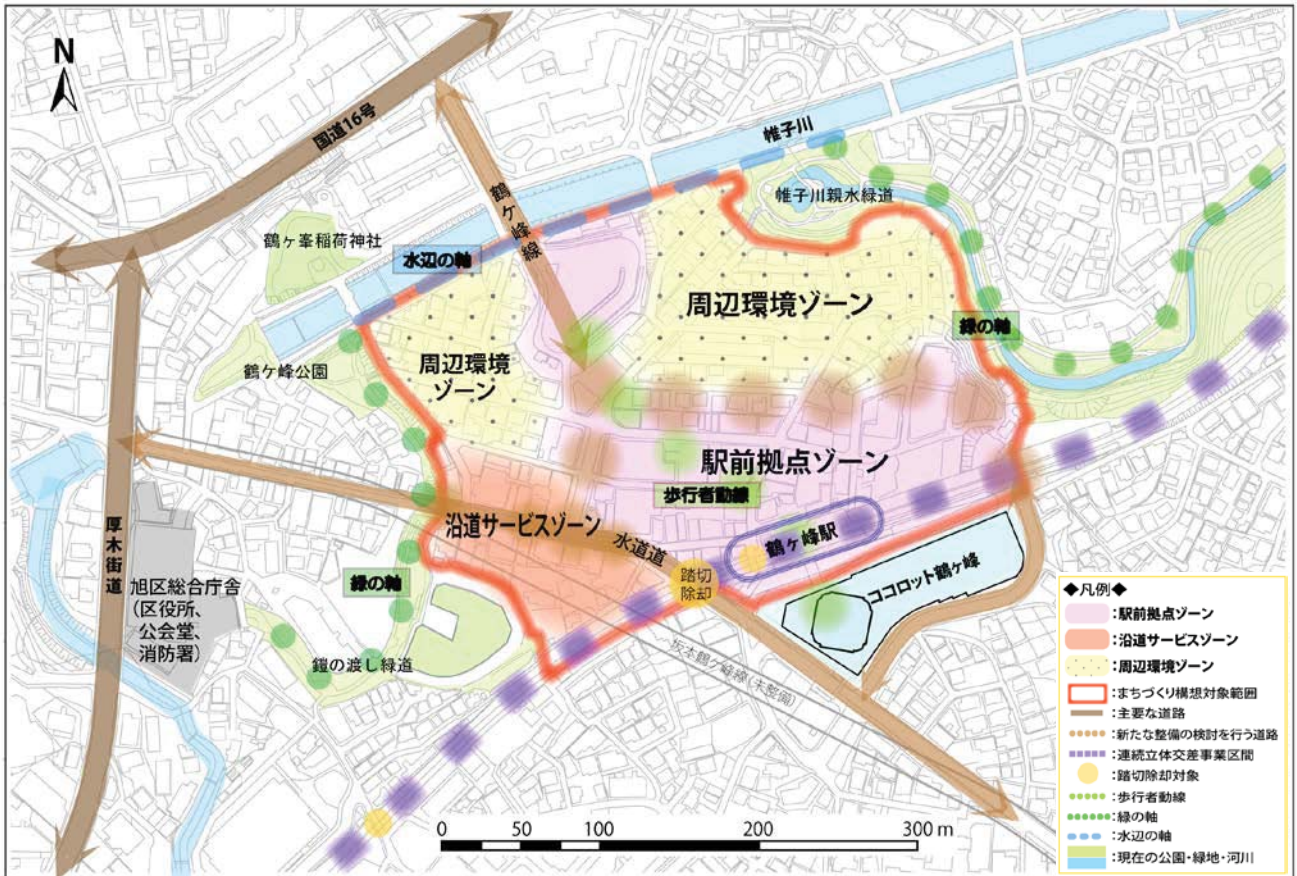 N
国道16号
帷子川
鶴ヶ峰線
帷子川親水緑道
鶴ヶ峯稲荷神社
水辺の軸
周辺環境ゾーン
緑の軸
周辺環境
ゾーン
鶴ヶ峰公園
駅前拠点ゾーン
歩行者動線
沿道サービスゾーン
水道道
鶴ヶ峰駅
踏切
除却
ココロット鶴ヶ峰
厚木街道
旭区総合庁舎
(区役所、
公会堂、
消防署)
緑の軸
鎧の渡し緑道
坂本鶴ヶ峰線(未整備)
0 50 100 200 300 m
◆凡例◆
:駅前拠点ゾーン
:沿道サービスゾーン
:周辺環境ゾーン
:まちづくり構想対象範囲
:主要な道路
:新たな整備の検討を行う道路
:連続立体交差事業区間
:踏切除却対象
:歩行者動線
:緑の軸
:水辺の軸
:現在の公園・緑地・河川